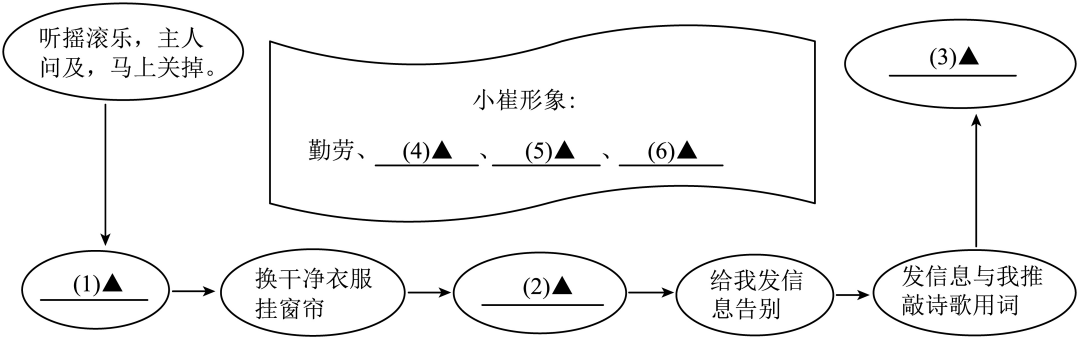 听摇滚乐，主人
问及，马上关掉。
小崔形象：
勤劳、(4)▲、(5)▲、(6)▲
(3)▲
(1)▲
换干净衣服
挂窗帘
(2)▲
给我发信
息告别
发信息与我推
敲诗歌用词